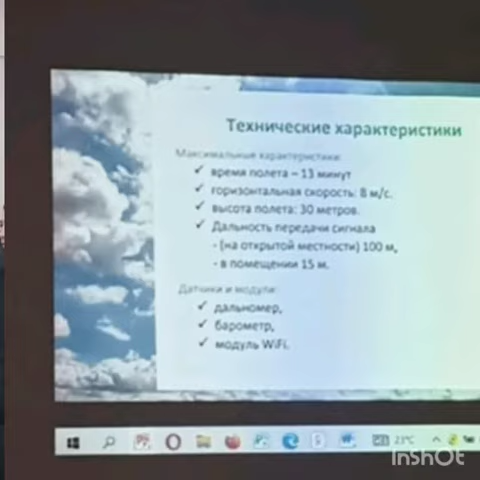 Технические характеристики
Максимальные характеристики:
✓ время полета – 13 минут
✓ горизонтальная скорость: 8 м/с.
✓ высота полета: 30 метров.
✓ Дальность передачи сигнала
- (на открытой местности) 100 м,
- в помещении 15 м.
Датчики и модули:
✓ дальномер,
✓ барометр,
✓ модуль WiFi.
23°C
InShOt